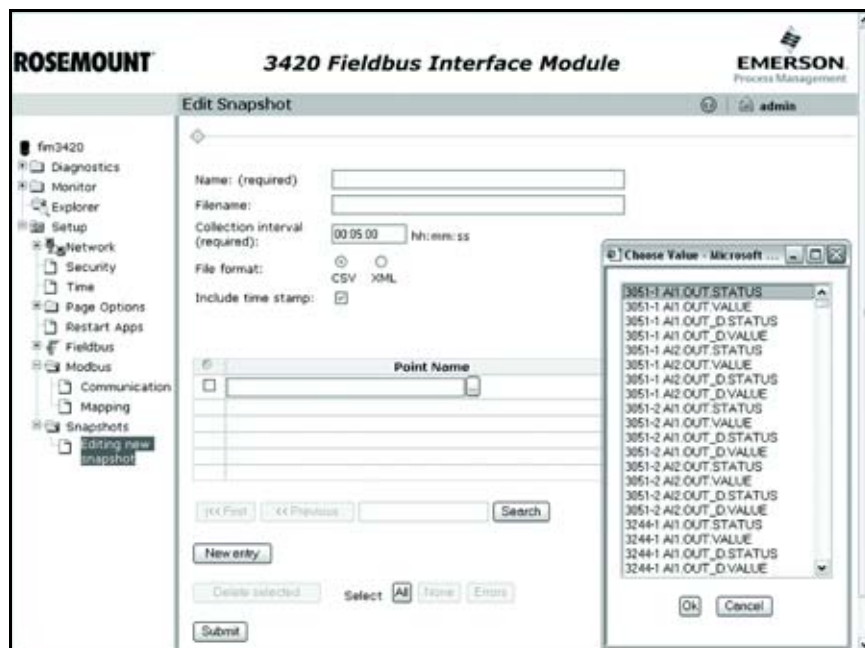 ROSEMOUNT
3420 Fieldbus Interface Module
EMERSON
Process Management
Edit Snapshot
admin
fim3420
Diagnostics
Monitor
Explorer
Setup
Network
Security
Time
Page Options
Restart Apps
Fieldbus
Modbus
Communication
Mapping
Snapshots
Editing new
snapshot
Name: (required)
Filename:
Collection interval
(required):
00:05:00 hh:mm:ss
File format:
CSV XML
Include time stamp:
Point Name
...
|<< First << Previous Search
New entry
Delete selected Select All None Errors
Submit
Choose Value - Microsoft ...
3051-1.AI1.OUT.STATUS
3051-1.AI1.OUT.VALUE
3051-1.AI1.OUT_D.STATUS
3051-1.AI1.OUT_D.VALUE
3051-1.AI2.OUT.STATUS
3051-1.AI2.OUT.VALUE
3051-1.AI2.OUT_D.STATUS
3051-1.AI2.OUT_D.VALUE
3051-2.AI1.OUT.STATUS
3051-2.AI1.OUT.VALUE
3051-2.AI1.OUT_D.STATUS
3051-2.AI1.OUT_D.VALUE
3051-2.AI2.OUT.STATUS
3051-2.AI2.OUT.VALUE
3051-2.AI2.OUT_D.STATUS
3051-2.AI2.OUT_D.VALUE
3244-1.AI1.OUT.STATUS
3244-1.AI1.OUT.VALUE
3244-1.AI1.OUT_D.STATUS
3244-1.AI1.OUT_D.VALUE
Ok Cancel